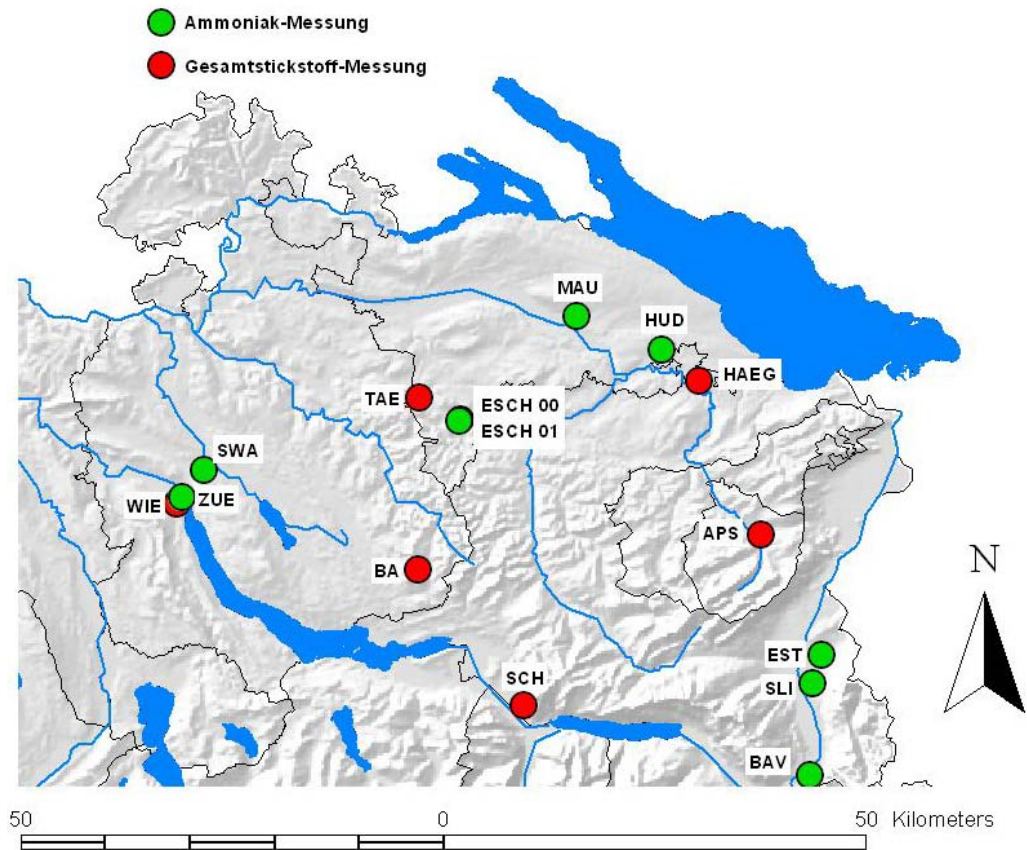 Ammoniak-Messung
Gesamtstickstoff-Messung
MAU
HUD
HAEG
TAE
ESCH 00
ESCH 01
SWA
WIE
ZUE
APS
BA
N
EST
SCH
SLI
BAV
50 0 50 Kilometers